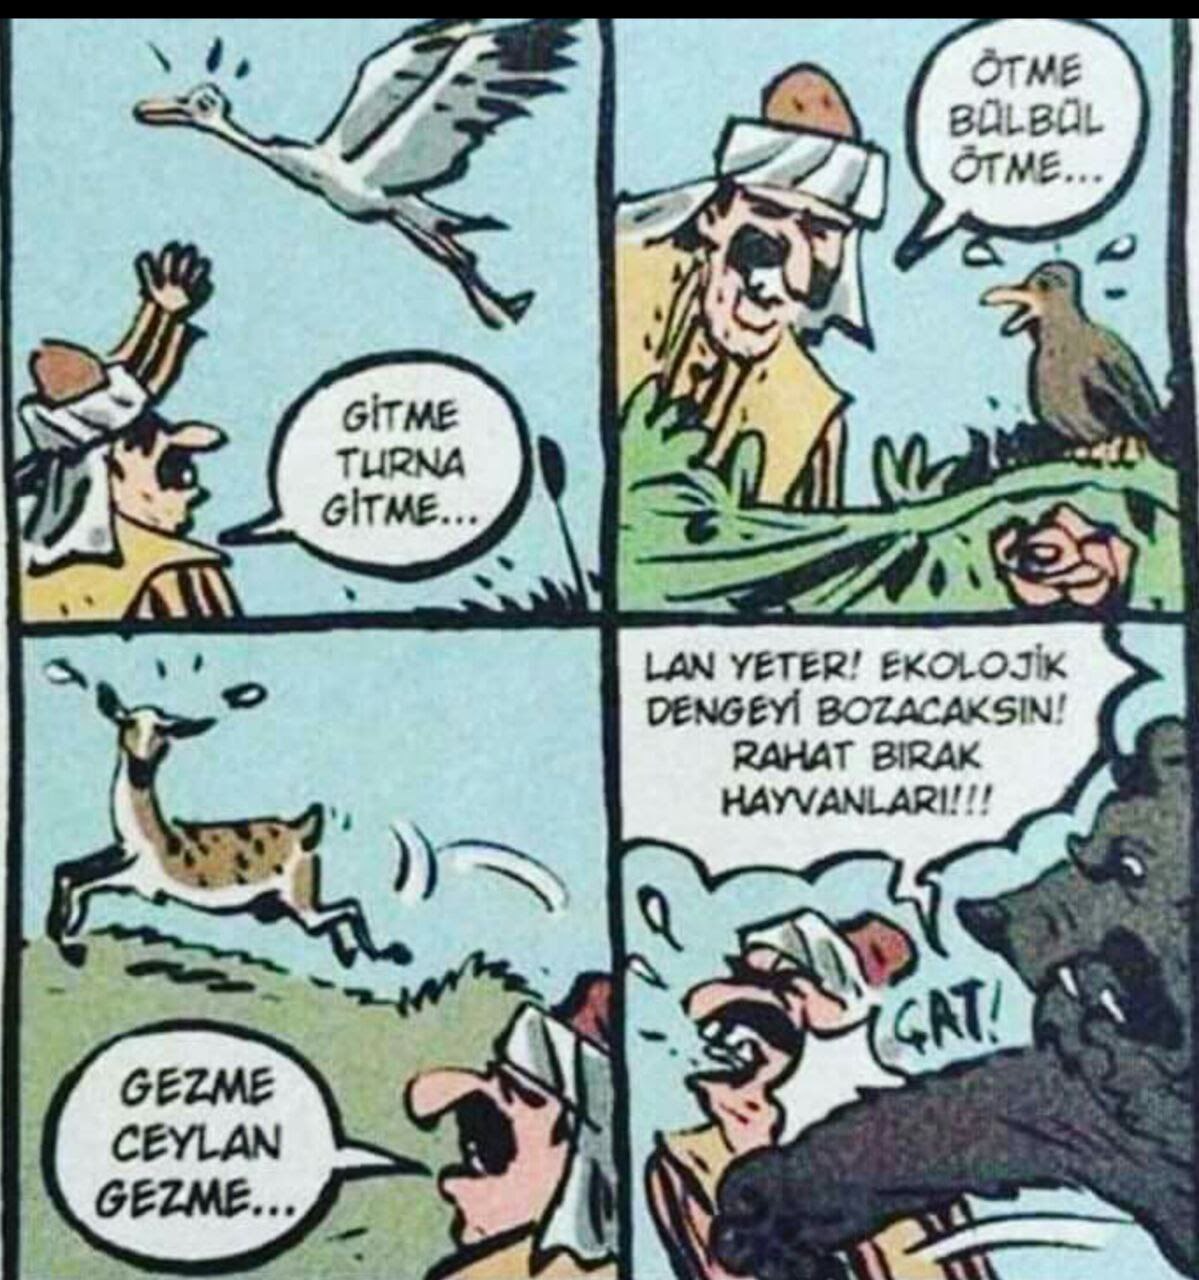 GİTME
TURNA
GİTME...
ÖTME
BÜLBÜL
ÖTME...
GEZME
CEYLAN
GEZME...
LAN YETER! EKOLOJİK
DENGEYİ BOZACAKSIN!
RAHAT BIRAK
HAYVANLARI!!!
ÇAT!